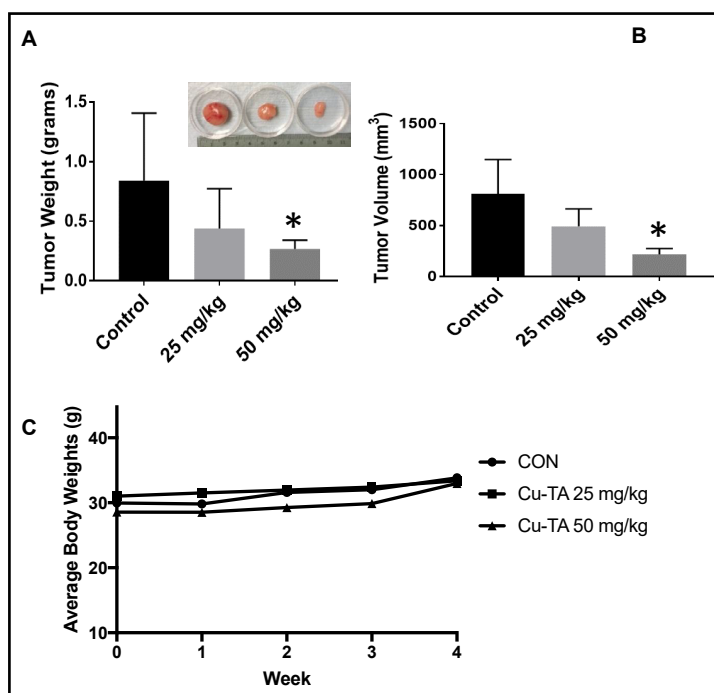 A
Tumor Weight (grams)
1.5
1.0
0.5
0.0
Control
25 mg/kg
50 mg/kg
*
B
Tumor Volume (mm³)
1500
1000
500
0
Control
25 mg/kg
50 mg/kg
*
C
Average Body Weights (g)
40
30
20
10
0
1
2
3
4
Week
CON
Cu-TA 25 mg/kg
Cu-TA 50 mg/kg